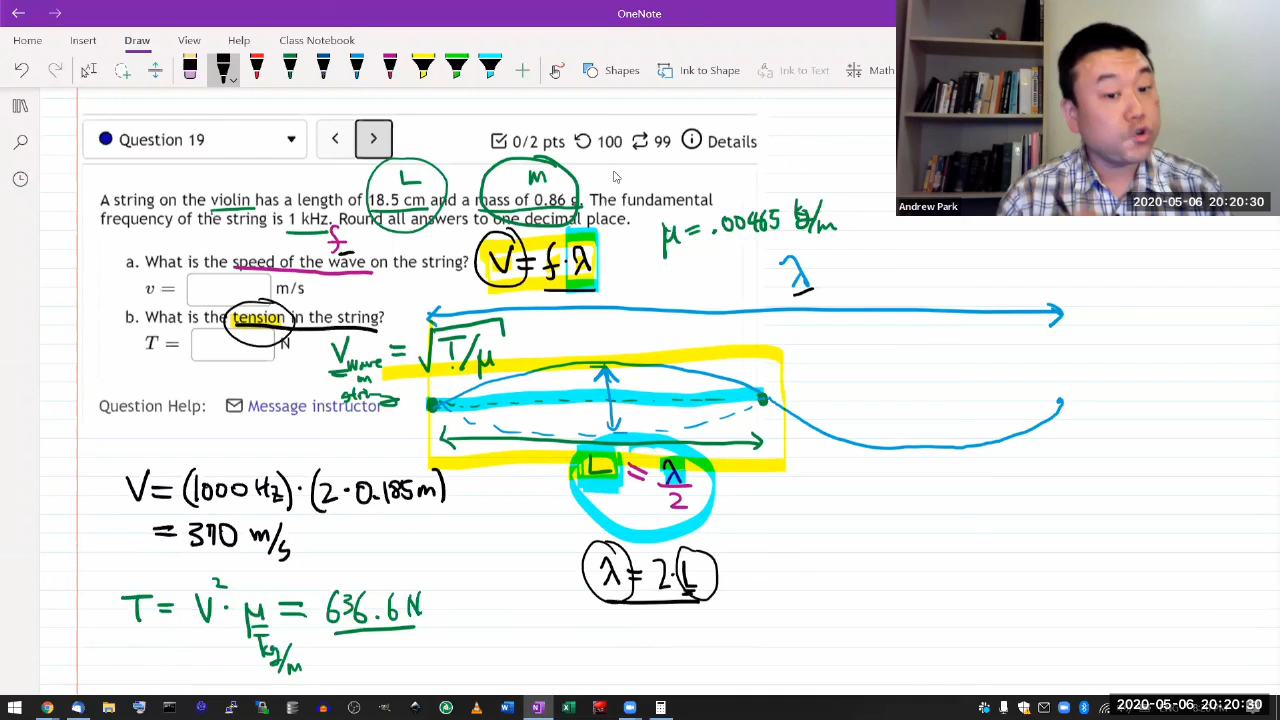 OneNote
Home Insert Draw View Help Class Notebook
Shapes Ink to Shape Ink to Text Math
Question 19
0/2 pts 100 99 Details
L m
A string on the violin has a length of 18.5 cm and a mass of 0.86 g. The fundamental
frequency of the string is 1 kHz. Round all answers to one decimal place.
f
μ = .00465 kg/m
a. What is the speed of the wave on the string?
V = f · λ
λ
v = m/s
b. What is the tension in the string?
T = N
V wave in string = √T/μ
Question Help: Message instructor
L = λ/2
V = (1000 Hz) · (2 · 0.185 m)
= 370 m/s
λ = 2 · L
T = V² · μ = 636.6 N
kg/m
Andrew Park
2020-05-06 20:20:30
2020-05-06 20:20:30